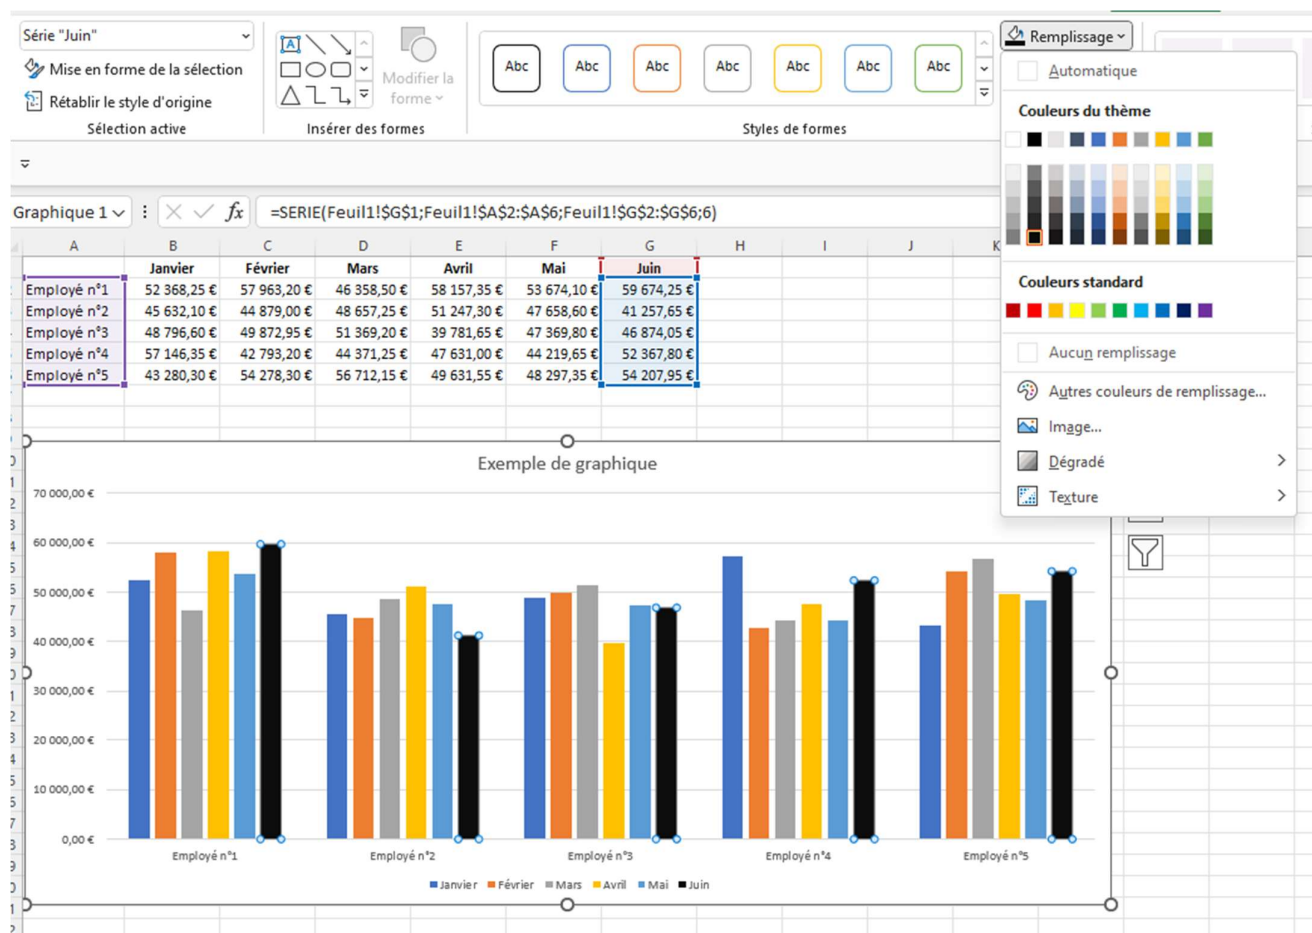 Série "Juin"
Mise en forme de la sélection
Rétablir le style d'origine
Sélection active
Modifier la
forme
Insérer des formes
Abc Abc Abc Abc Abc Abc Abc
Styles de formes
Remplissage
Automatique
Couleurs du thème
Couleurs standard
Aucun remplissage
Autres couleurs de remplissage...
Image...
Dégradé
Texture
Graphique 1
fx
=SERIE(Feuil1!$G$1;Feuil1!$A$2:$A$6;Feuil1!$G$2:$G$6;6)
A B C D E F G H I J K
Janvier Février Mars Avril Mai Juin
Employé n°1 52 368,25 € 57 963,20 € 46 358,50 € 58 157,35 € 53 674,10 € 59 674,25 €
Employé n°2 45 632,10 € 44 879,00 € 48 657,25 € 51 247,30 € 47 658,60 € 41 257,65 €
Employé n°3 48 796,60 € 49 872,95 € 51 369,20 € 39 781,65 € 47 369,80 € 46 874,05 €
Employé n°4 57 146,35 € 42 793,20 € 44 371,25 € 47 631,00 € 44 219,65 € 52 367,80 €
Employé n°5 43 280,30 € 54 278,30 € 56 712,15 € 49 631,55 € 48 297,35 € 54 207,95 €
Exemple de graphique
70 000,00 €
60 000,00 €
50 000,00 €
40 000,00 €
30 000,00 €
20 000,00 €
10 000,00 €
0,00 €
Employé n°1 Employé n°2 Employé n°3 Employé n°4 Employé n°5
Janvier Février Mars Avril Mai Juin